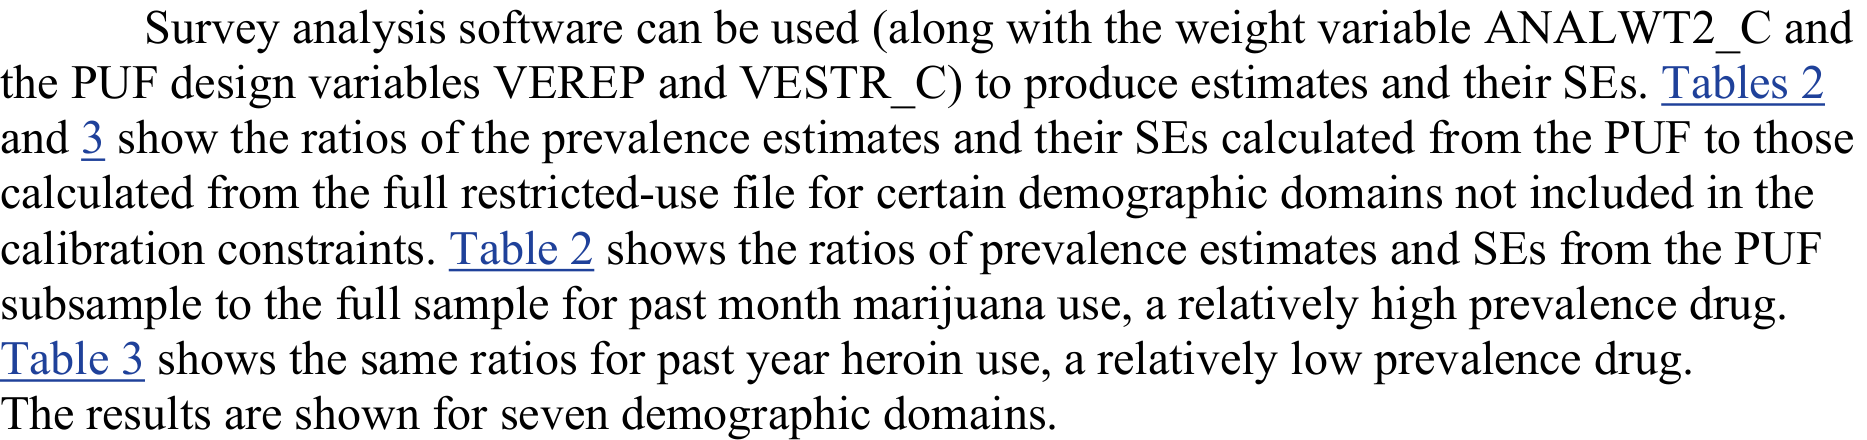 Survey analysis software can be used (along with the weight variable ANALWT2_C and
the PUF design variables VEREP and VESTR_C) to produce estimates and their SEs. Tables 2
and 3 show the ratios of the prevalence estimates and their SEs calculated from the PUF to those
calculated from the full restricted-use file for certain demographic domains not included in the
calibration constraints. Table 2 shows the ratios of prevalence estimates and SEs from the PUF
subsample to the full sample for past month marijuana use, a relatively high prevalence drug.
Table 3 shows the same ratios for past year heroin use, a relatively low prevalence drug.
The results are shown for seven demographic domains.